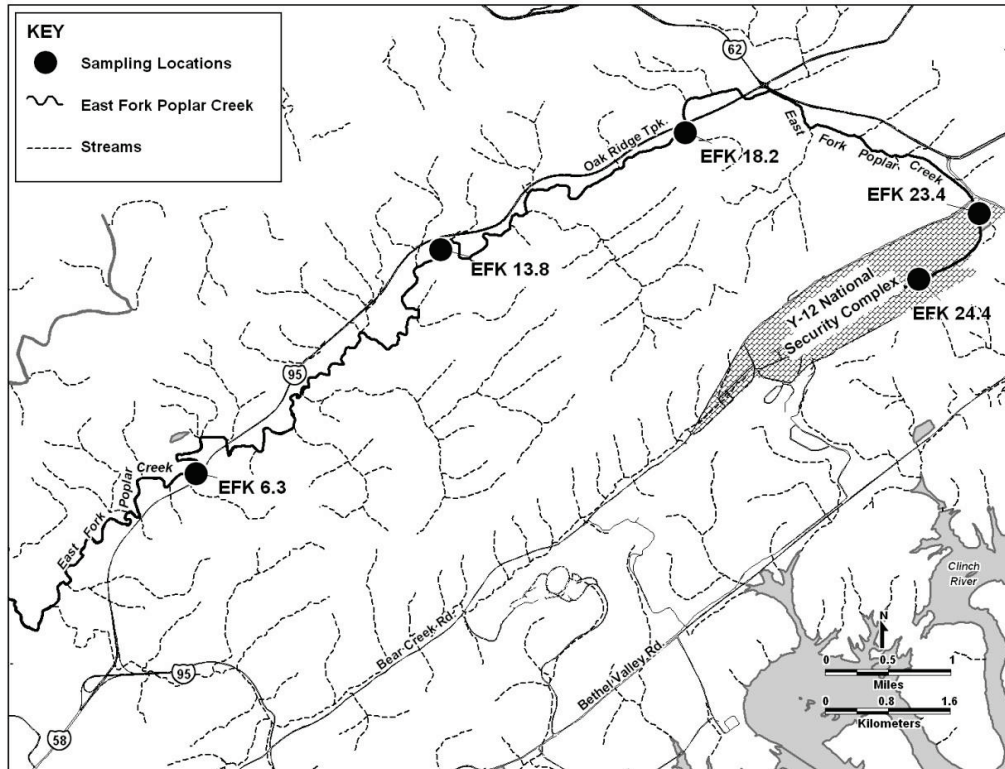 KEY
Sampling Locations
East Fork Poplar Creek
Streams
62
Oak Ridge Tpk.
EFK 18.2
East Fork Poplar Creek
EFK 23.4
EFK 13.8
Y-12 National
Security Complex
EFK 24.4
95
East Fork Poplar Creek
EFK 6.3
Clinch
River
Bear Creek Rd.
Bethel Valley Rd.
N
0 0.5 1
Miles
0 0.8 1.6
Kilometers
95
58